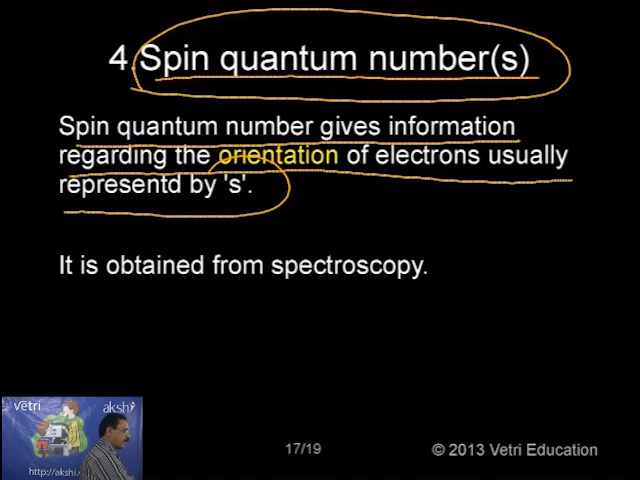 4.Spin quantum number(s)
Spin quantum number gives information
regarding the orientation of electrons usually
representd by 's'.
It is obtained from spectroscopy.
vetri
akshi
http://akshi.
17/19
© 2013 Vetri Education